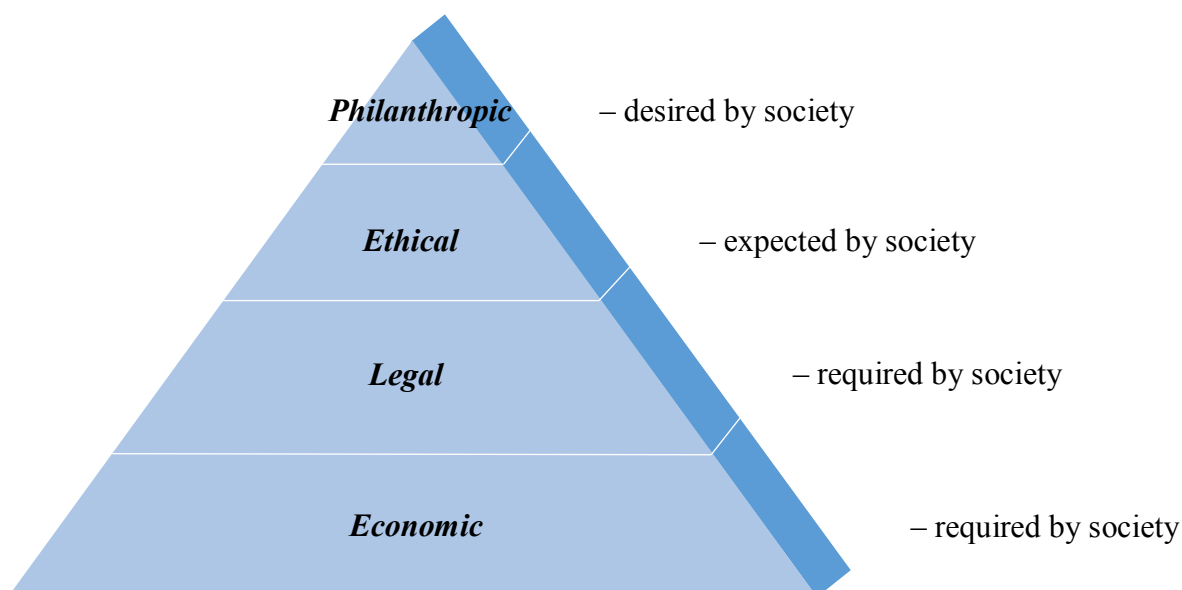 Philanthropic – desired by society
Ethical – expected by society
Legal – required by society
Economic – required by society